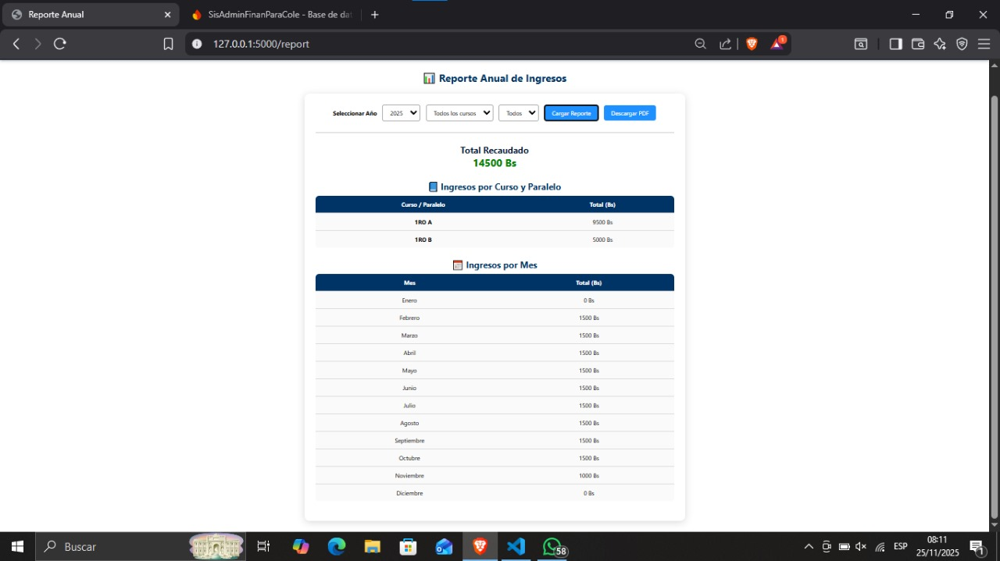 Reporte Anual
SisAdminFinanParaCole - Base de dat
127.0.0.1:5000/report
1
Reporte Anual de Ingresos
Seleccionar Año 2025 Todos los cursos Todos Cargar Reporte Descargar PDF
Total Recaudado
14500 Bs
Ingresos por Curso y Paralelo
Curso / Paralelo Total (Bs)
1RO A 9500 Bs
1RO B 5000 Bs
Ingresos por Mes
Mes Total (Bs)
Enero 0 Bs
Febrero 1500 Bs
Marzo 1500 Bs
Abril 1500 Bs
Mayo 1500 Bs
Junio 1500 Bs
Julio 1500 Bs
Agosto 1500 Bs
Septiembre 1500 Bs
Octubre 1500 Bs
Noviembre 1000 Bs
Diciembre 0 Bs
Buscar
58
ESP
08:11
25/11/2025
1